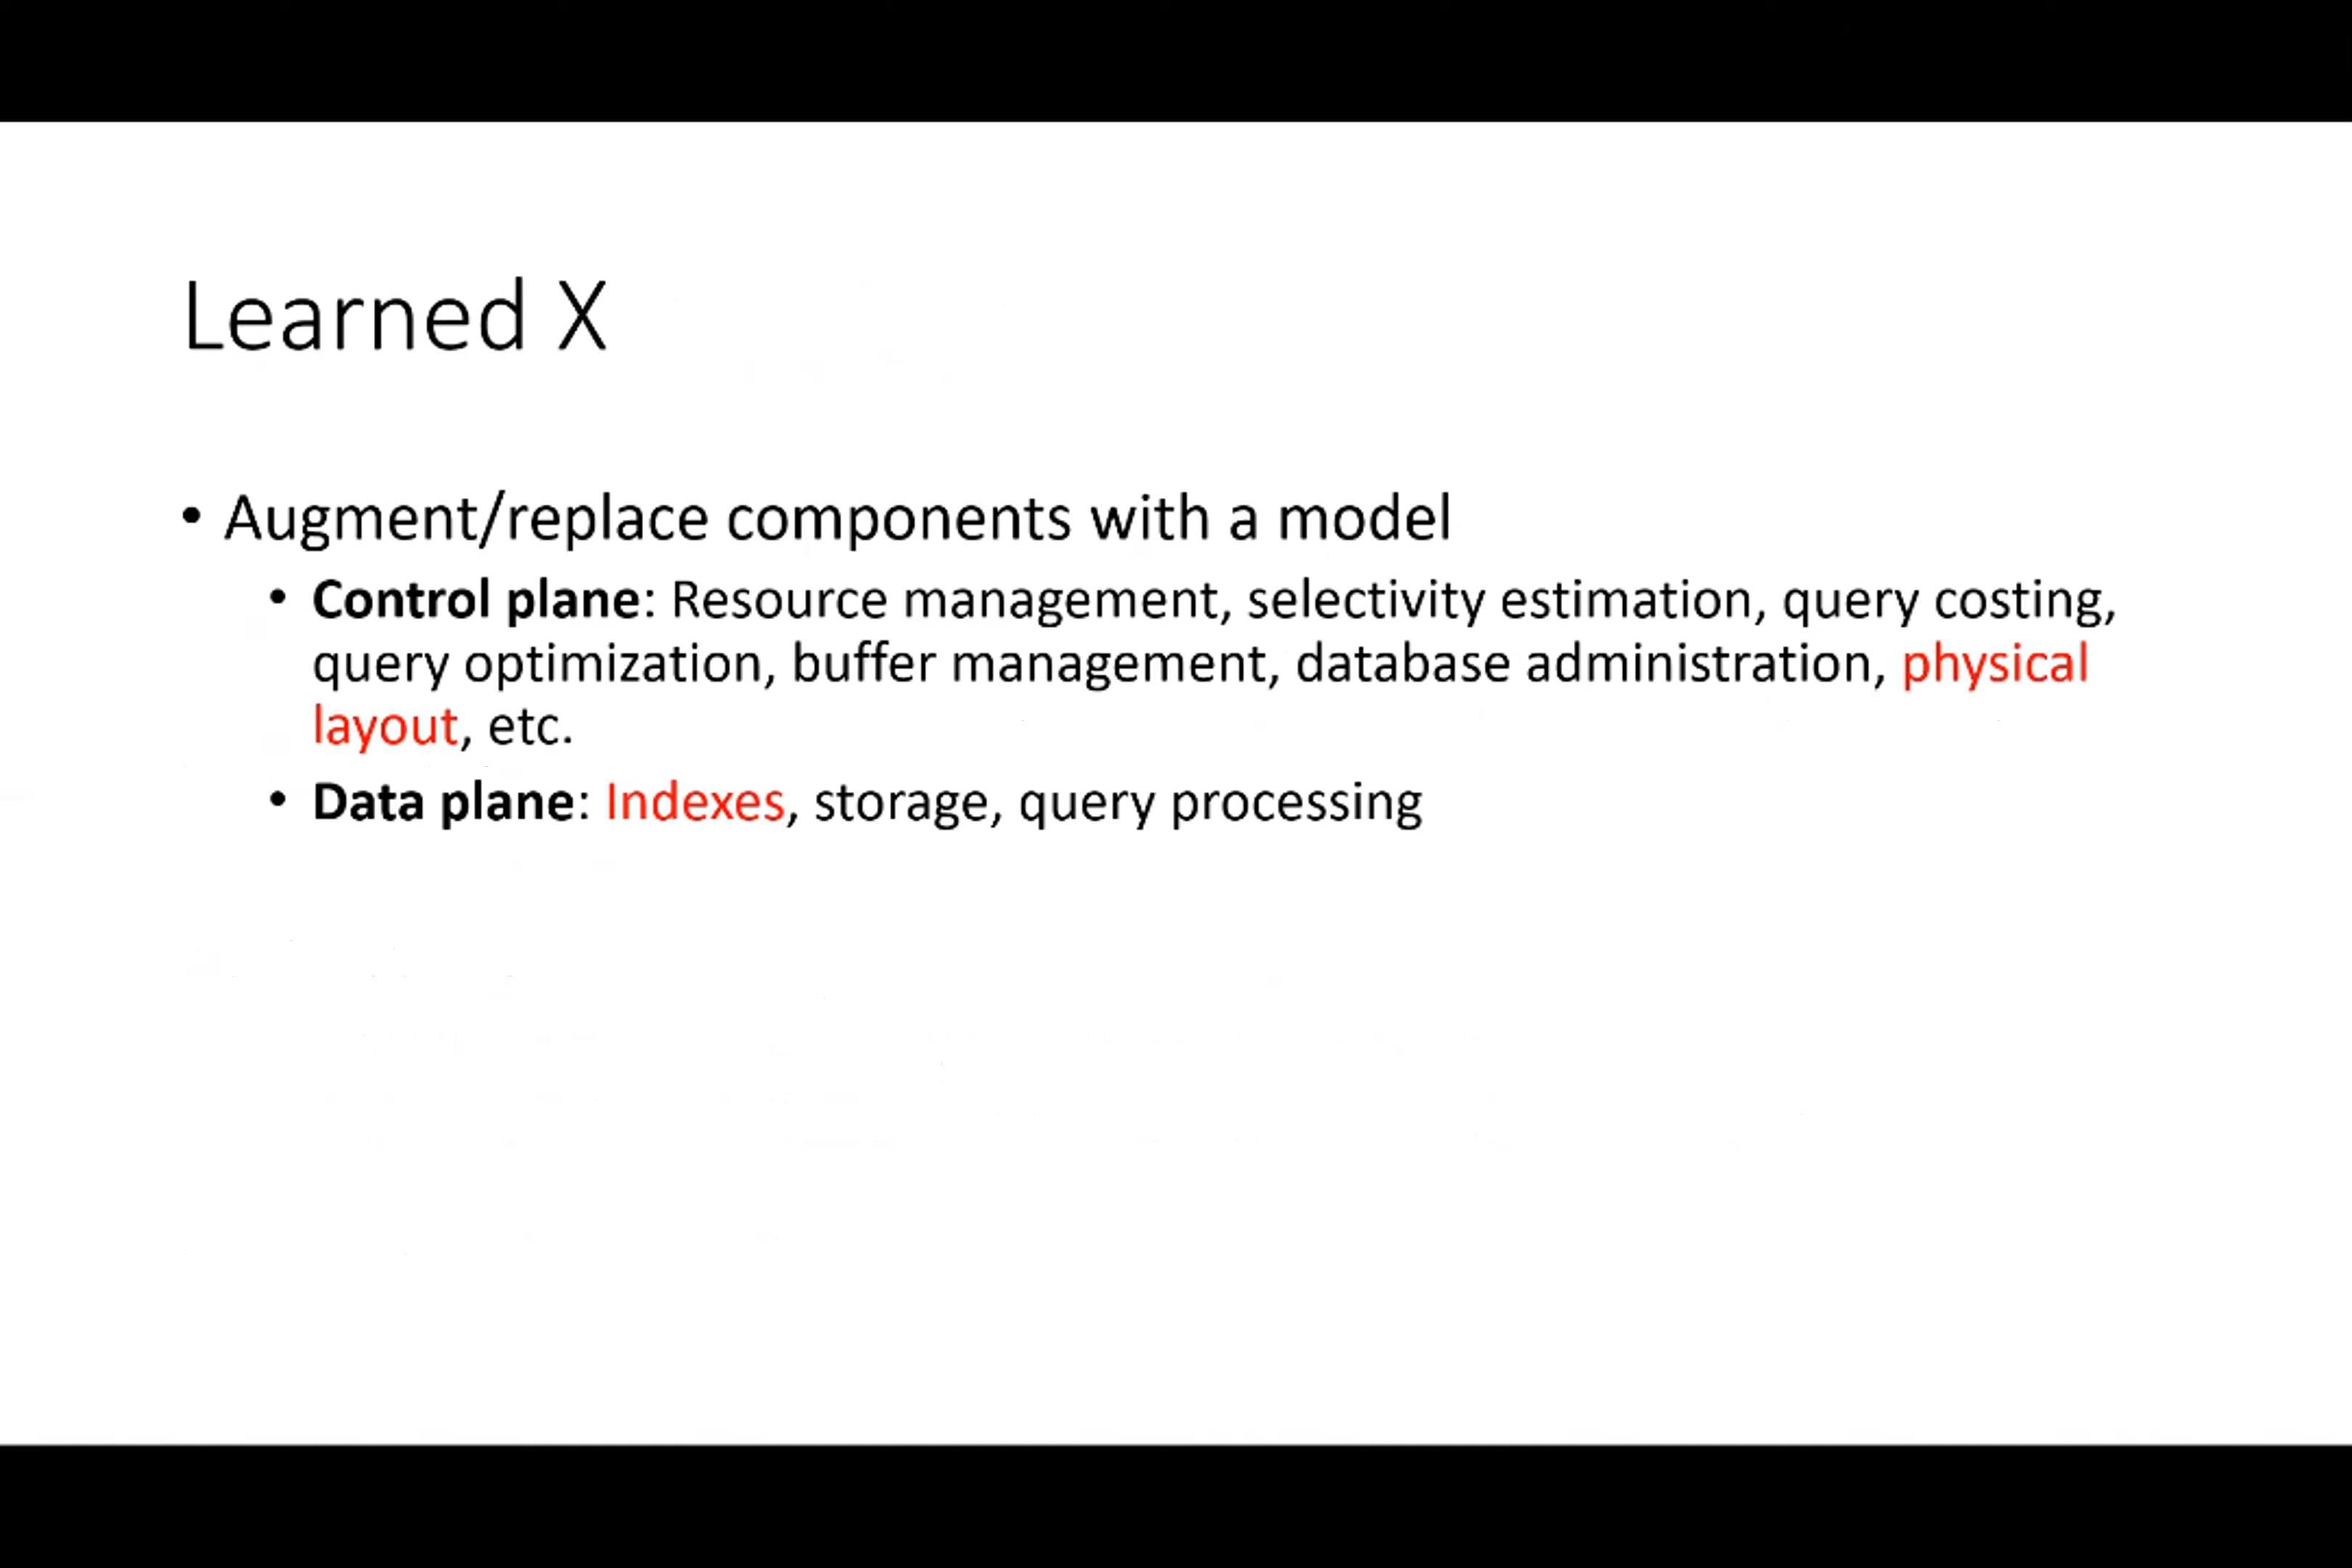 Learned X
• Augment/replace components with a model
• Control plane: Resource management, selectivity estimation, query costing,
query optimization, buffer management, database administration, physical
layout, etc.
• Data plane: Indexes, storage, query processing